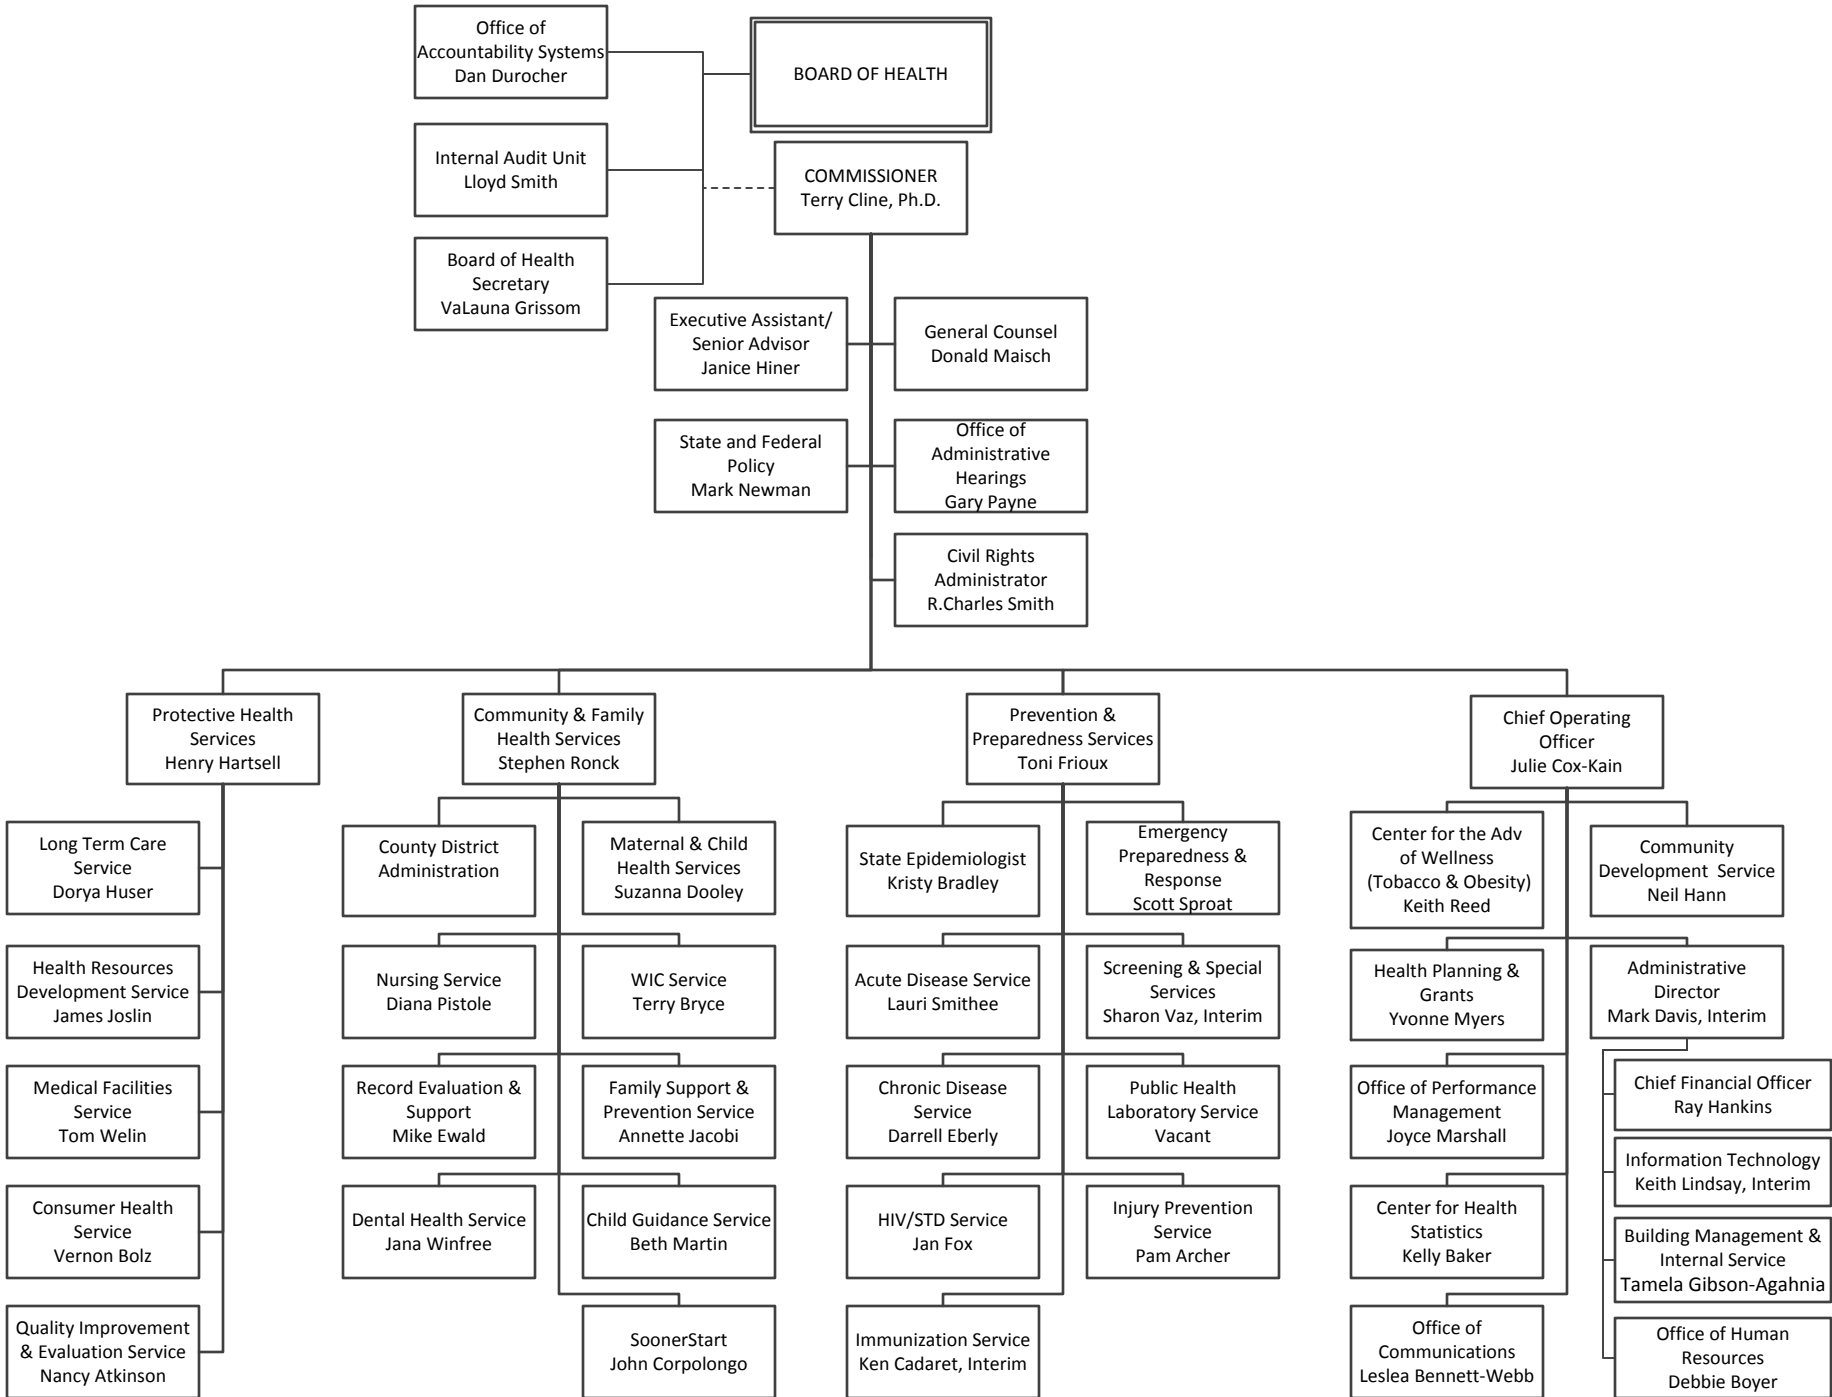 Office of
Accountability Systems
Dan Durocher
BOARD OF HEALTH
Internal Audit Unit
Lloyd Smith
COMMISSIONER
Terry Cline, Ph.D.
Board of Health
Secretary
VaLauna Grissom
Executive Assistant/
Senior Advisor
Janice Hiner
General Counsel
Donald Maisch
State and Federal
Policy
Mark Newman
Office of
Administrative
Hearings
Gary Payne
Civil Rights
Administrator
R.Charles Smith
Protective Health
Services
Henry Hartsell
Community & Family
Health Services
Stephen Ronck
Prevention &
Preparedness Services
Toni Frioux
Chief Operating
Officer
Julie Cox-Kain
Long Term Care
Service
Dorya Huser
County District
Administration
Maternal & Child
Health Services
Suzanna Dooley
State Epidemiologist
Kristy Bradley
Emergency
Preparedness &
Response
Scott Sproat
Center for the Adv
of Wellness
(Tobacco & Obesity)
Keith Reed
Community
Development  Service
Neil Hann
Health Resources
Development Service
James Joslin
Nursing Service
Diana Pistole
WIC Service
Terry Bryce
Acute Disease Service
Lauri Smithee
Screening & Special
Services
Sharon Vaz, Interim
Health Planning &
Grants
Yvonne Myers
Administrative
Director
Mark Davis, Interim
Medical Facilities
Service
Tom Welin
Record Evaluation &
Support
Mike Ewald
Family Support &
Prevention Service
Annette Jacobi
Chronic Disease
Service
Darrell Eberly
Public Health
Laboratory Service
Vacant
Office of Performance
Management
Joyce Marshall
Chief Financial Officer
Ray Hankins
Information Technology
Keith Lindsay, Interim
Consumer Health
Service
Vernon Bolz
Dental Health Service
Jana Winfree
Child Guidance Service
Beth Martin
HIV/STD Service
Jan Fox
Injury Prevention
Service
Pam Archer
Center for Health
Statistics
Kelly Baker
Building Management &
Internal Service
Tamela Gibson-Agahnia
Quality Improvement
& Evaluation Service
Nancy Atkinson
SoonerStart
John Corpolongo
Immunization Service
Ken Cadaret, Interim
Office of
Communications
Leslea Bennett-Webb
Office of Human
Resources
Debbie Boyer